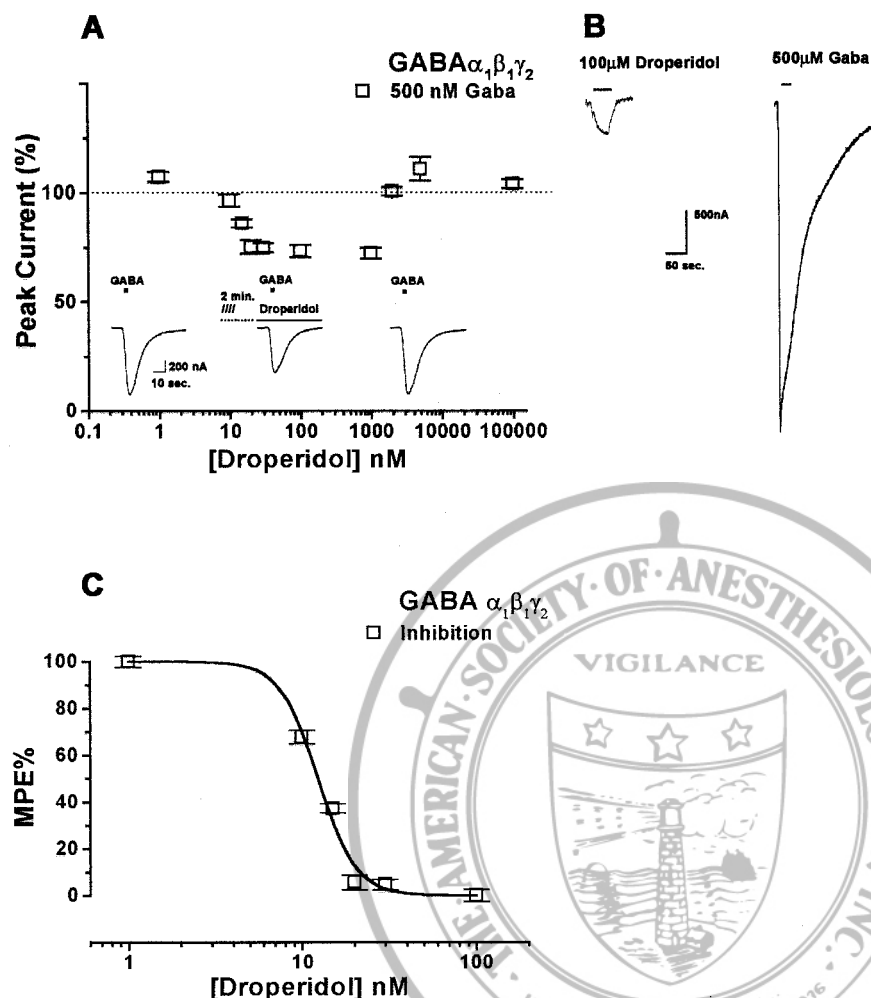 A
GABAα₁β₁γ₂
500 nM Gaba
Peak Current (%)
100
50
0
GABA
200 nA
10 sec.
2 min.
GABA
Droperidol
GABA
0.1 1 10 100 1000 10000 100000
[Droperidol] nM
B
100μM Droperidol
500μM Gaba
500nA
50 sec.
C
GABA α₁β₁γ₂
Inhibition
MPE%
100
80
60
40
20
0
1 10 100
[Droperidol] nM
THE AMERICAN · SOCIETY · OF · ANESTHESIOLO
INC.
VIGILANCE